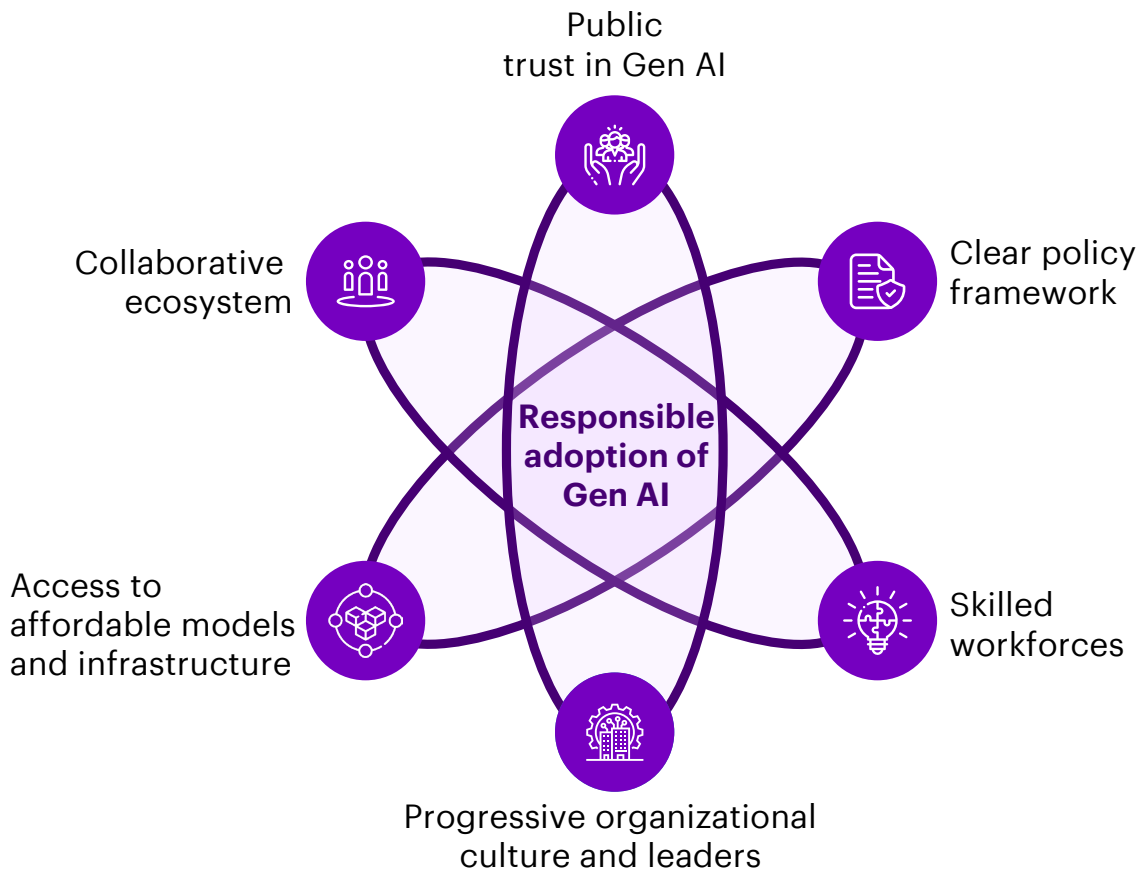 Public
trust in Gen AI
Collaborative
ecosystem
Clear policy
framework
Responsible
adoption of
Gen AI
Access to
affordable models
and infrastructure
Skilled
workforces
Progressive organizational
culture and leaders